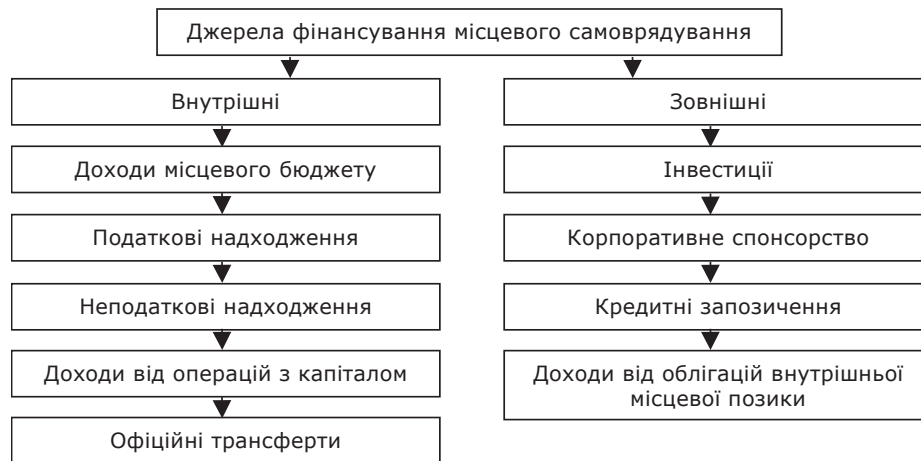 Джерела фінансування місцевого самоврядування
Внутрішні
Доходи місцевого бюджету
Податкові надходження
Неподаткові надходження
Доходи від операцій з капіталом
Офіційні трансферти
Зовнішні
Інвестиції
Корпоративне спонсорство
Кредитні запозичення
Доходи від облігацій внутрішньої
місцевої позики